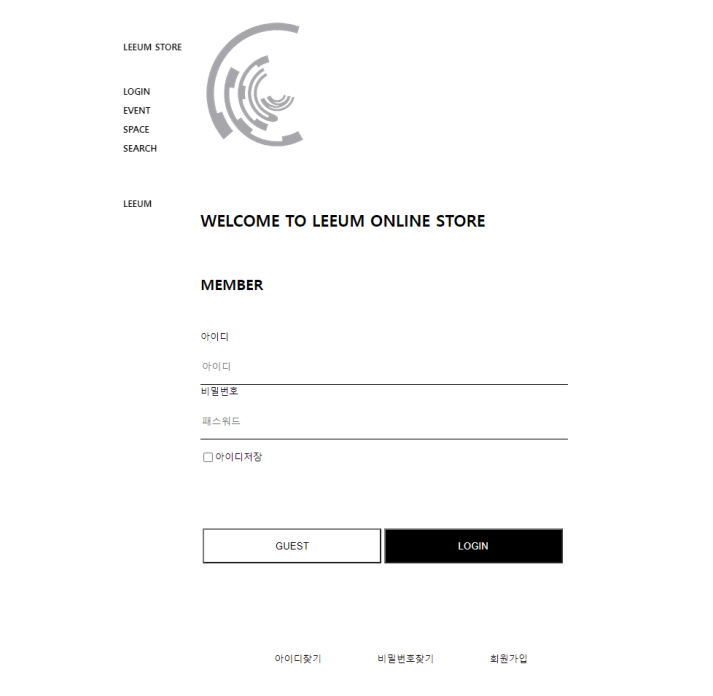 LEEUM STORE
LOGIN
EVENT
SPACE
SEARCH
LEEUM
WELCOME TO LEEUM ONLINE STORE
MEMBER
아이디
아이디
비밀번호
패스워드
아이디저장
GUEST
LOGIN
아이디찾기
비밀번호찾기
회원가입